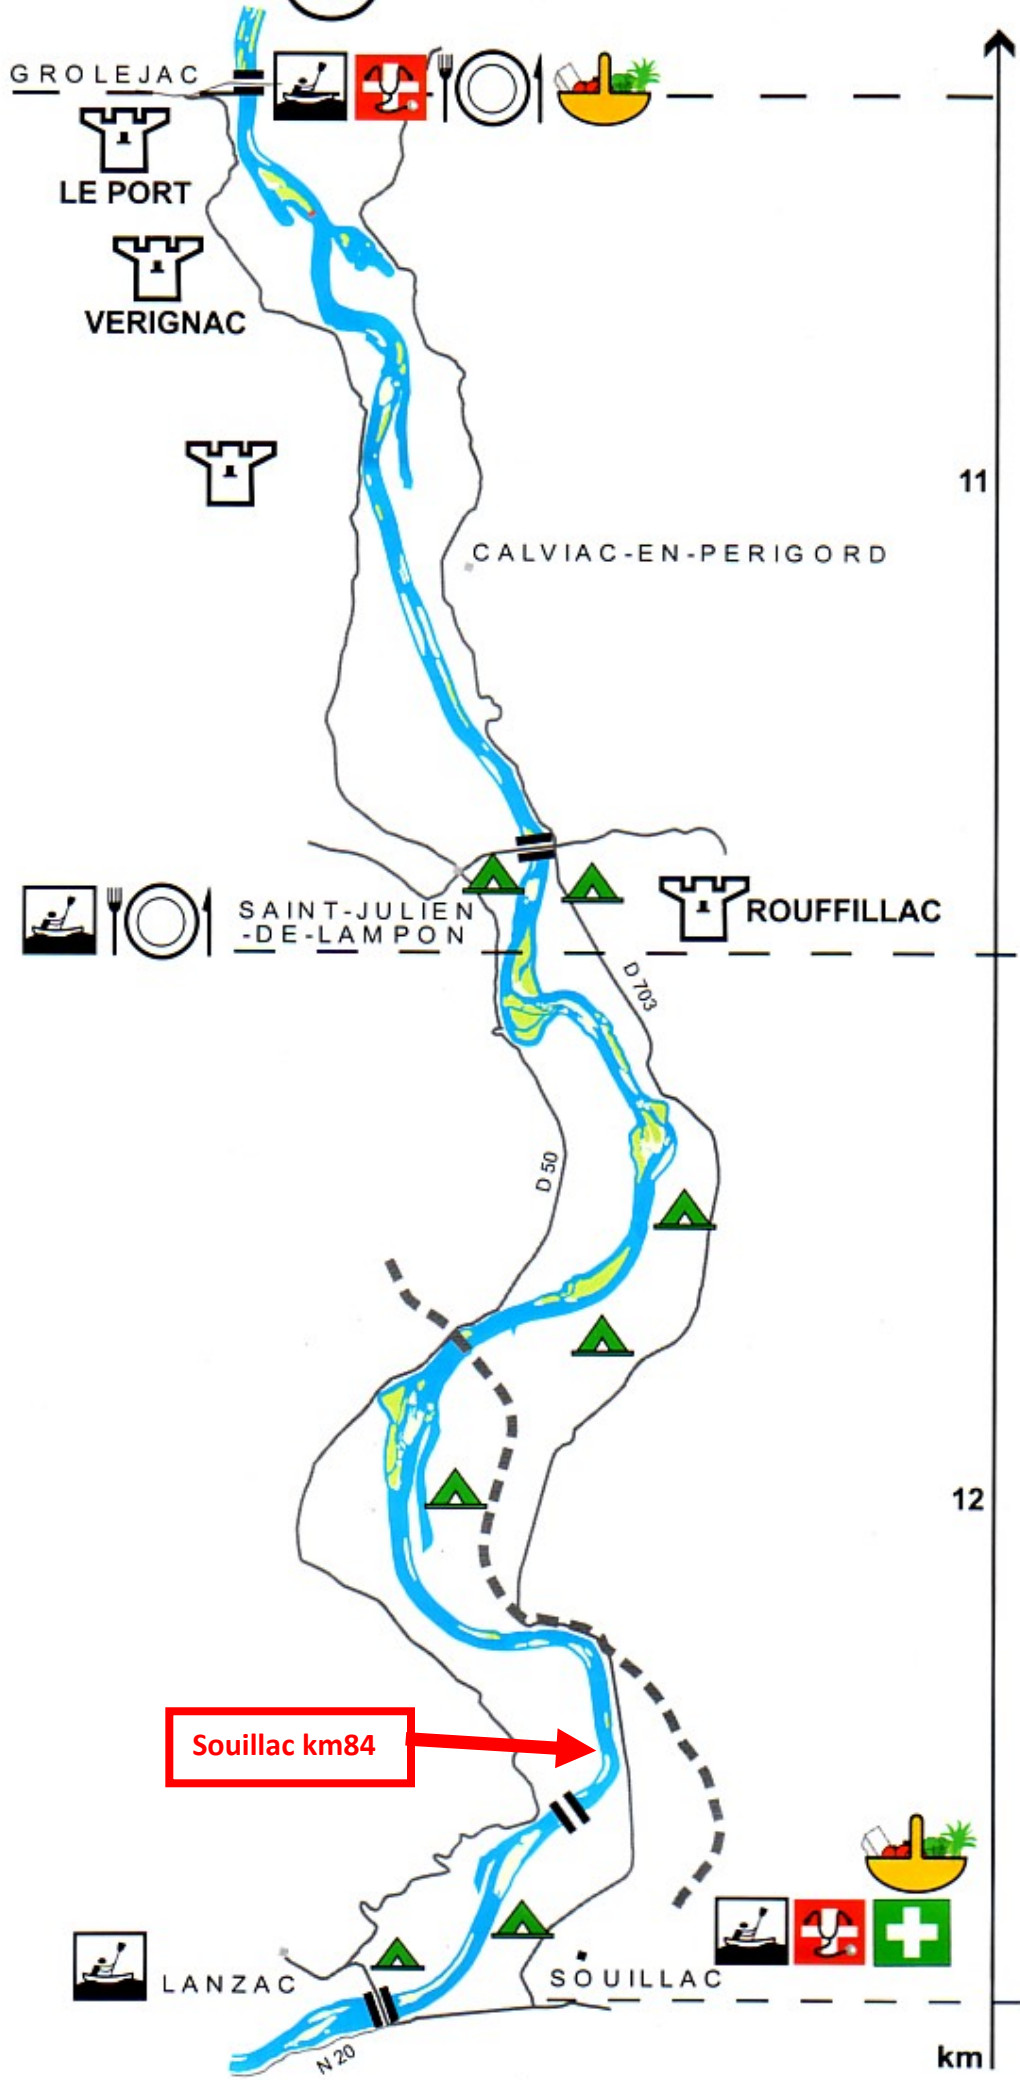 GROLEJAC
LE PORT
VERIGNAC
11
CALVIAC-EN-PERIGORD
SAINT-JULIEN
-DE-LAMPON
ROUFFILLAC
D 703
D 50
12
Souillac km84
LANZAC
SOUILLAC
N 20
km